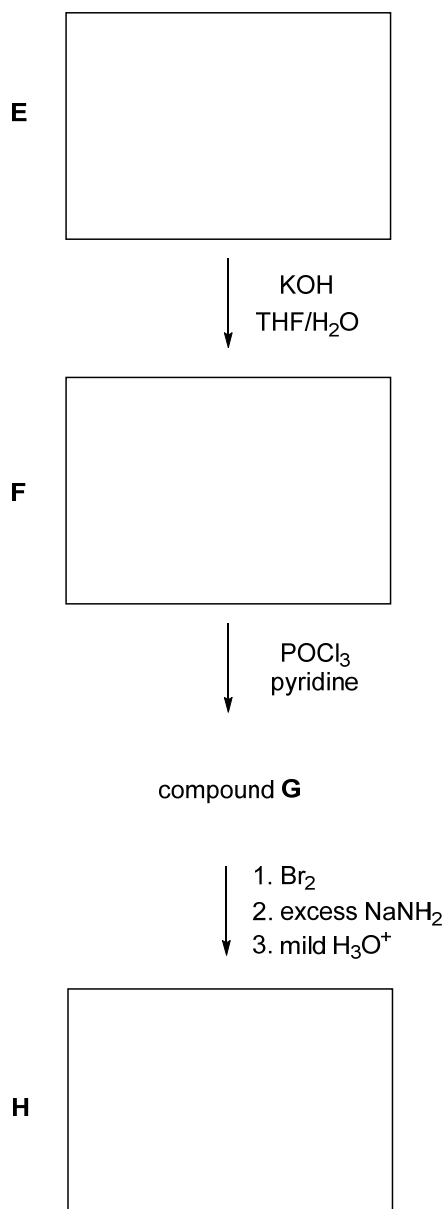 E
KOH
THF/H₂O
F
POCl₃
pyridine
compound G
1. Br₂
2. excess NaNH₂
3. mild H₃O⁺
H